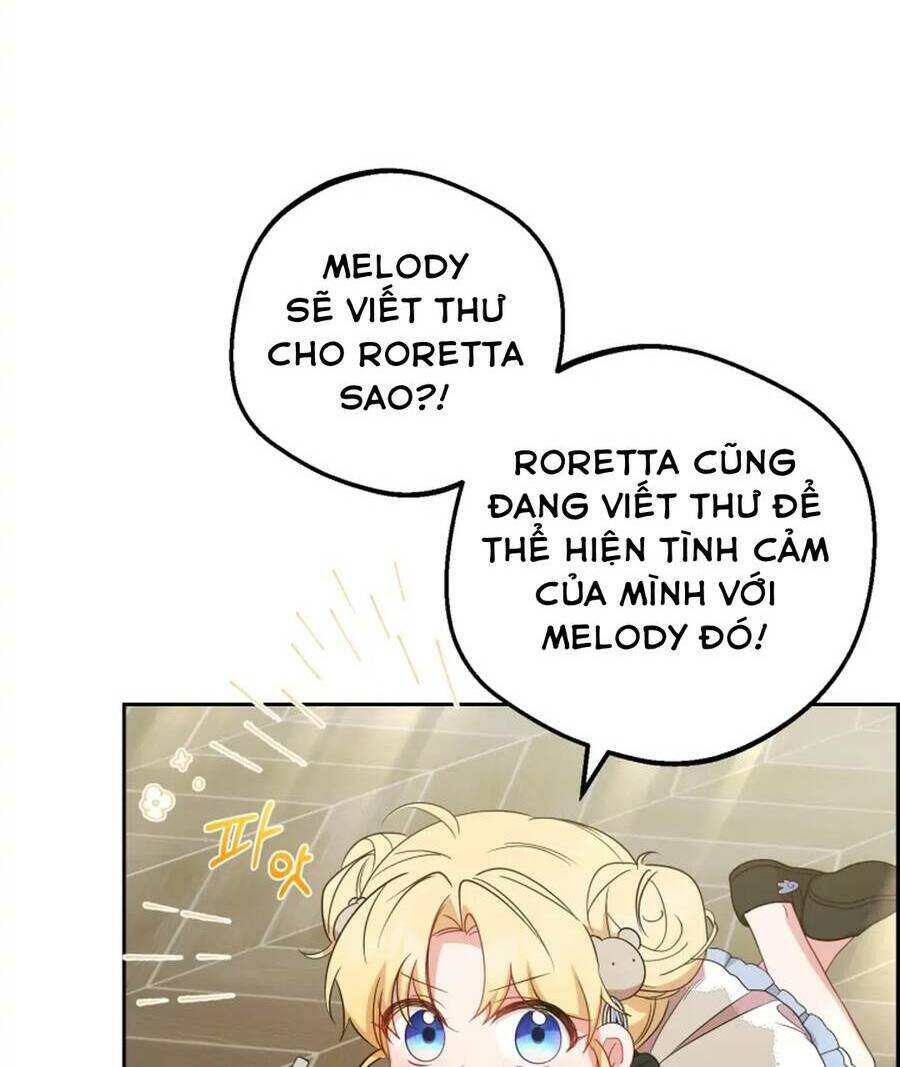 MELODY
SẼ VIẾT THƯ
CHO RORETTA
SAO?!
RORETTA CŨNG
ĐANG VIẾT THƯ ĐỂ
THỂ HIỆN TÌNH CẢM
CỦA MÌNH VỚI
MELODY ĐÓ!
파앗